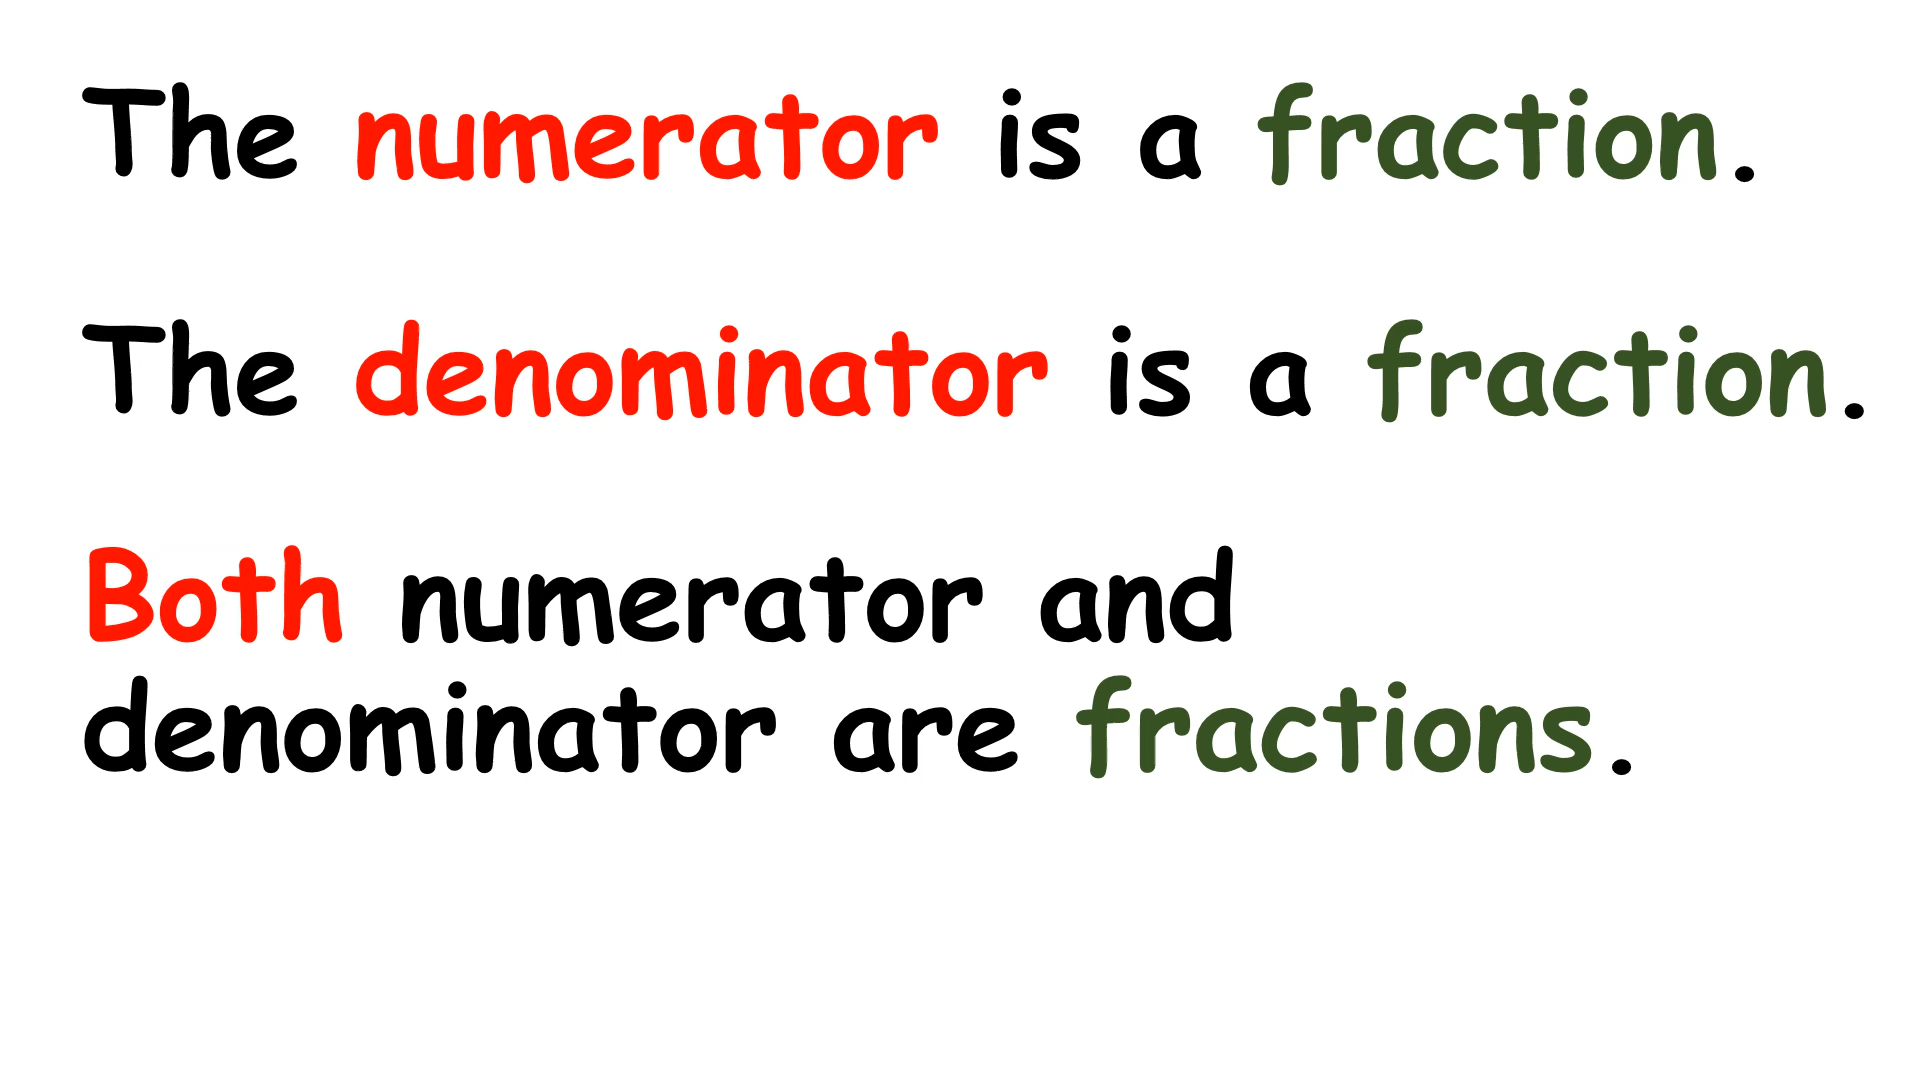 The numerator is a fraction.
The denominator is a fraction.
Both numerator and
denominator are fractions.